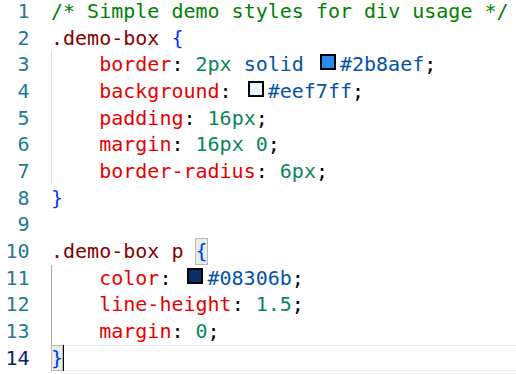 1 /* Simple demo styles for div usage */
2 .demo-box {
3     border: 2px solid #2b8aef;
4     background: #eef7ff;
5     padding: 16px;
6     margin: 16px 0;
7     border-radius: 6px;
8 }
9
10 .demo-box p {
11     color: #08306b;
12     line-height: 1.5;
13     margin: 0;
14 }